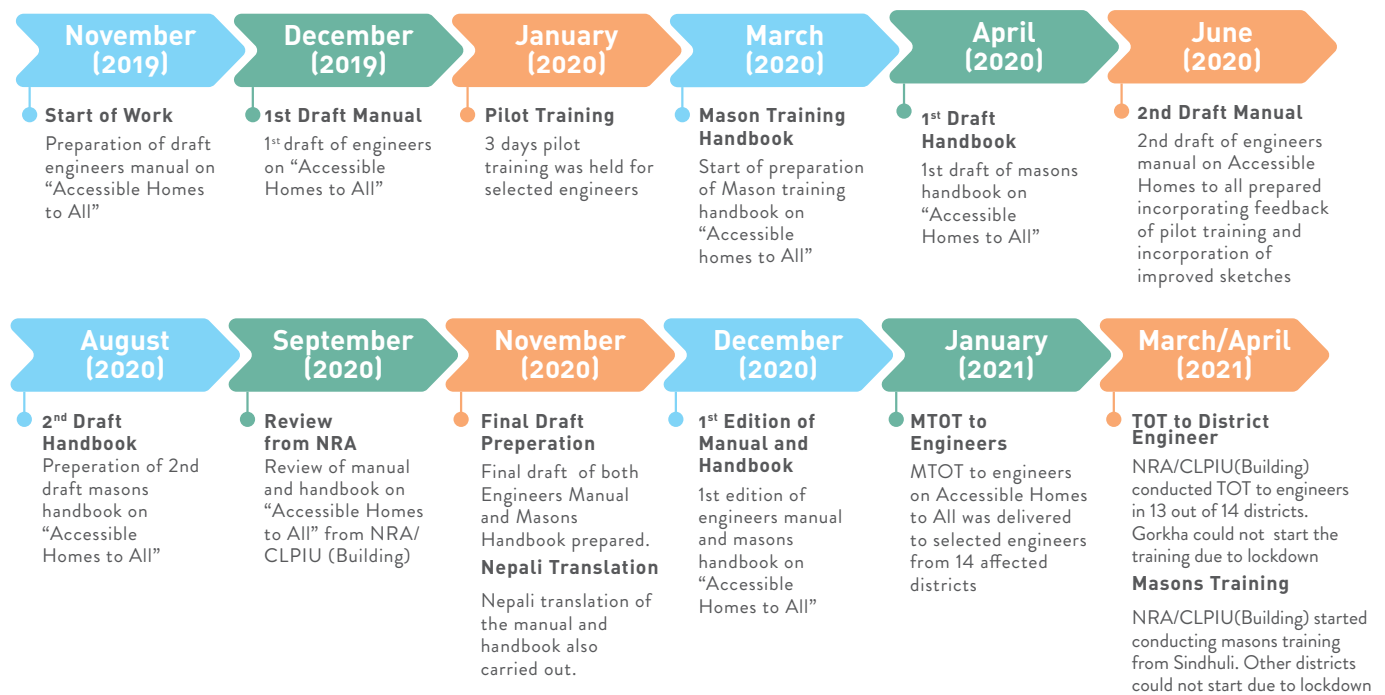 November
(2019)
Start of Work
Preparation of draft
engineers manual on
“Accessible Homes
to All”
December
(2019)
1st Draft Manual
1st draft of engineers
on “Accessible
Homes to All”
January
(2020)
Pilot Training
3 days pilot
training was held for
selected engineers
March
(2020)
Mason Training
Handbook
Start of preparation
of Mason training
handbook on
“Accessible
homes to All”
April
(2020)
1st Draft
Handbook
1st draft of masons
handbook on
“Accessible
Homes to All”
June
(2020)
2nd Draft Manual
2nd draft of engineers
manual on Accessible
Homes to all prepared
incorporating feedback
of pilot training and
incorporation of
improved sketches
August
(2020)
2nd Draft
Handbook
Preperation of 2nd
draft masons
handbook on
“Accessible
Homes to All”
September
(2020)
Review
from NRA
Review of manual
and handbook on
“Accessible Homes
to All” from NRA/
CLPIU (Building)
November
(2020)
Final Draft
Preperation
Final draft of both
Engineers Manual
and Masons
Handbook prepared.
Nepali Translation
Nepali translation of
the manual and
handbook also
carried out.
December
(2020)
1st Edition of
Manual and
Handbook
1st edition of
engineers manual
and masons
handbook on
“Accessible
Homes to All”
January
(2021)
MTOT to
Engineers
MTOT to engineers
on Accessible Homes
to All was delivered
to selected engineers
from 14 affected
districts
March/April
(2021)
TOT to District
Engineer
NRA/CLPIU(Building)
conducted TOT to engineers
in 13 out of 14 districts.
Gorkha could not start the
training due to lockdown
Masons Training
NRA/CLPIU(Building) started
conducting masons training
from Sindhuli. Other districts
could not start due to lockdown